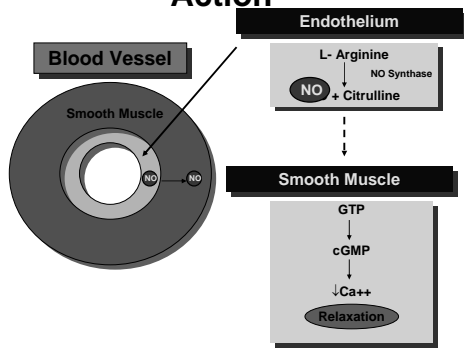 Action
Endothelium
Blood Vessel
L- Arginine
NO Synthase
NO + Citrulline
Smooth Muscle
NO NO
Smooth Muscle
GTP
cGMP
↓Ca++
Relaxation